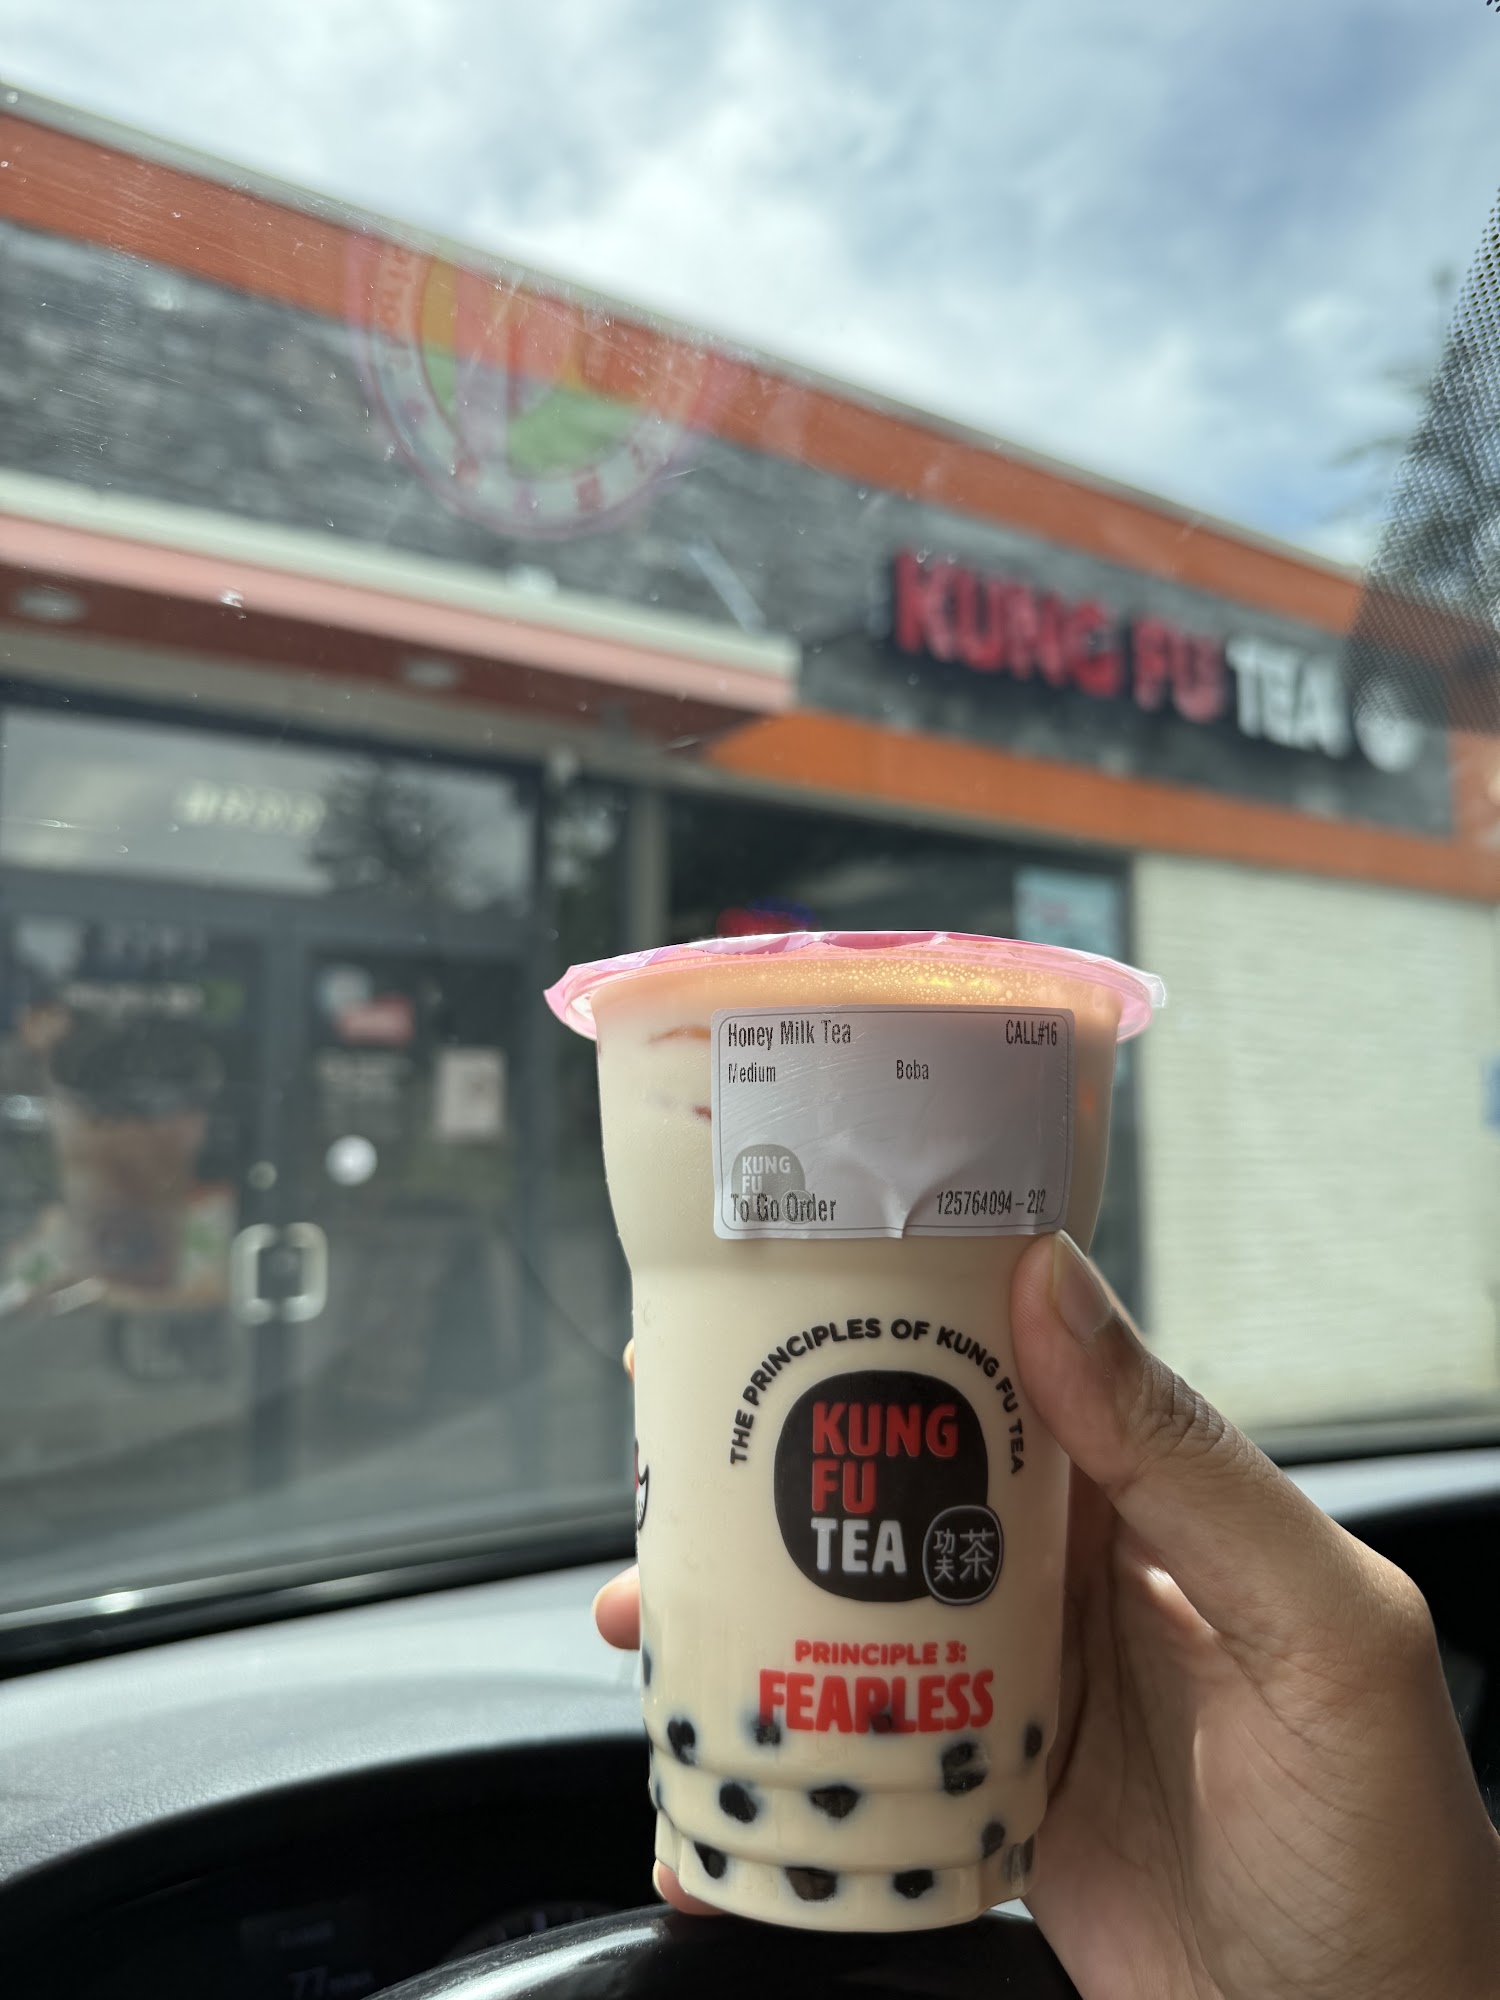 KUNG FU TEA
Honey Milk Tea CALL#16
Medium Boba
KUNG
FU
To Go Order 125764094-2/2
THE PRINCIPLES OF KUNG FU TEA
KUNG
FU
TEA
功夫茶
PRINCIPLE 3:
FEARLESS